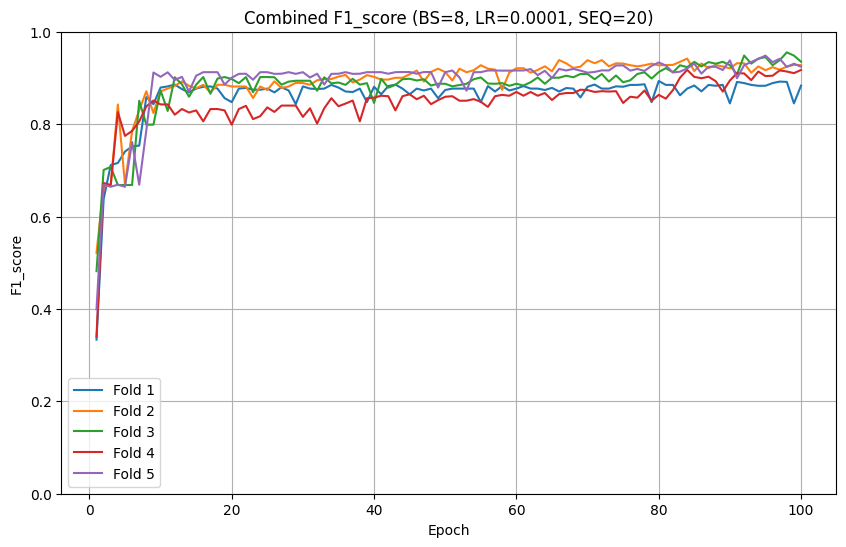 Combined F1_score (BS=8, LR=0.0001, SEQ=20)
1.0
0.8
0.6
0.4
0.2
0.0
F1_score
Fold 1
Fold 2
Fold 3
Fold 4
Fold 5
0 20 40 60 80 100
Epoch